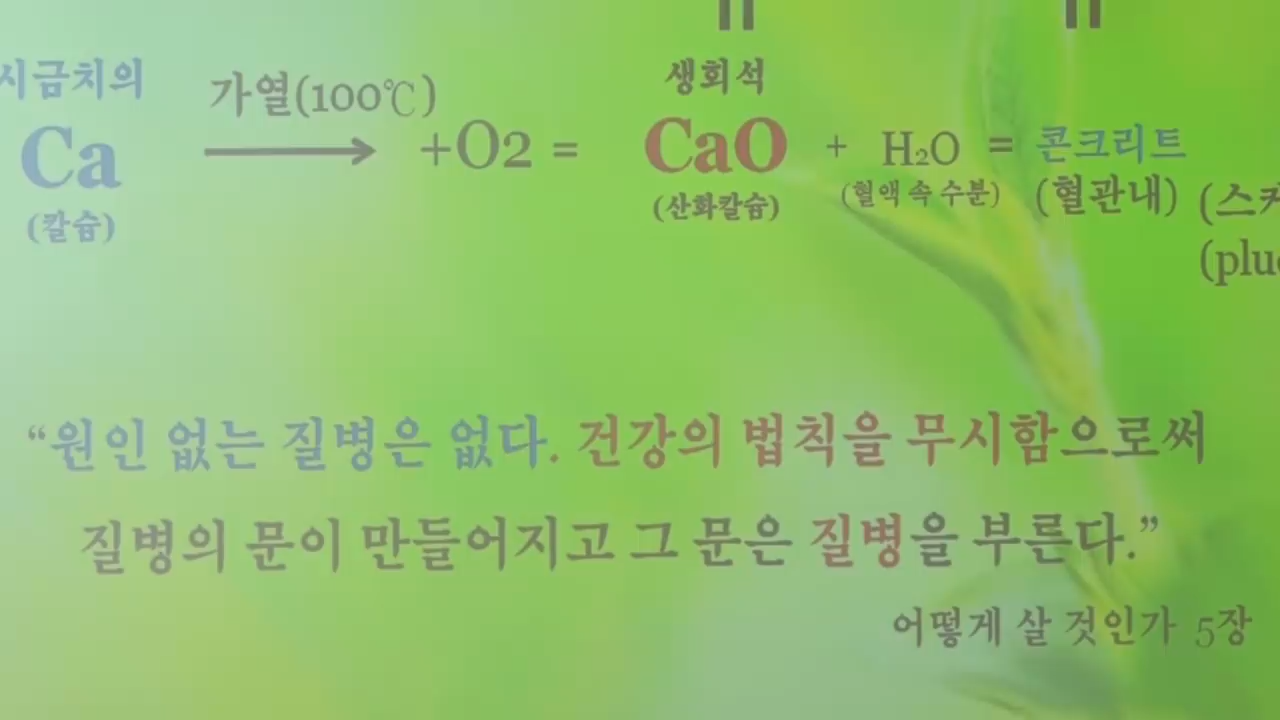 시금치의 가열(100℃) 생회석
Ca → +O2 = CaO + H₂O = 콘크리트
(칼슘) (산화칼슘) (혈액 속 수분) (혈관내)
“원인 없는 질병은 없다. 건강의 법칙을 무시함으로써
질병의 문이 만들어지고 그 문은 질병을 부른다.”
어떻게 살 것인가 5장